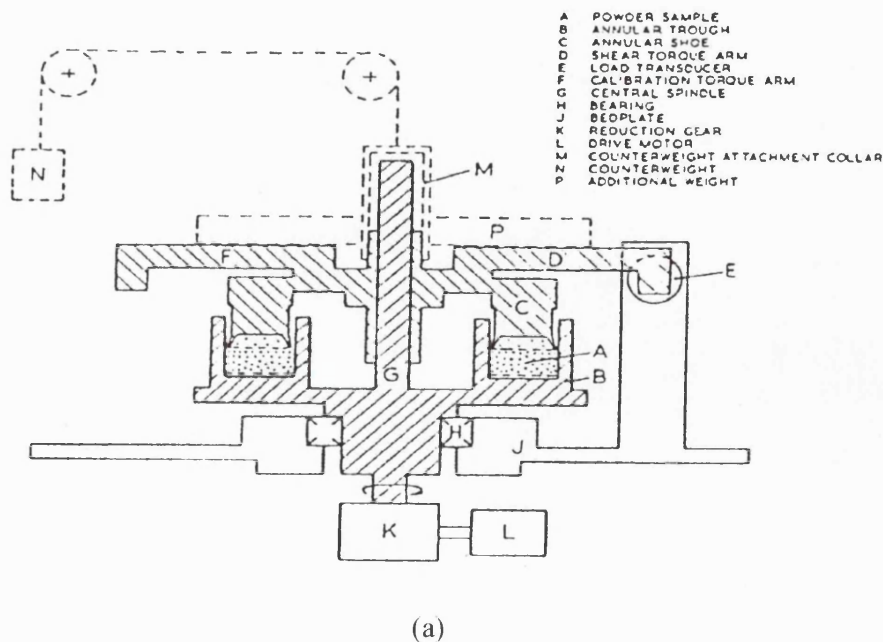 A POWDER SAMPLE
B ANNULAR TROUGH
C ANNULAR SHOE
D SHEAR TORQUE ARM
E LOAD TRANSDUCER
F CALIBRATION TORQUE ARM
G CENTRAL SPINDLE
H BEARING
J BEDPLATE
K REDUCTION GEAR
L DRIVE MOTOR
M COUNTERWEIGHT ATTACHMENT COLLAR
N COUNTERWEIGHT
P ADDITIONAL WEIGHT
N
M
P
F
D
E
C
A
B
G
H
J
K
L
(a)